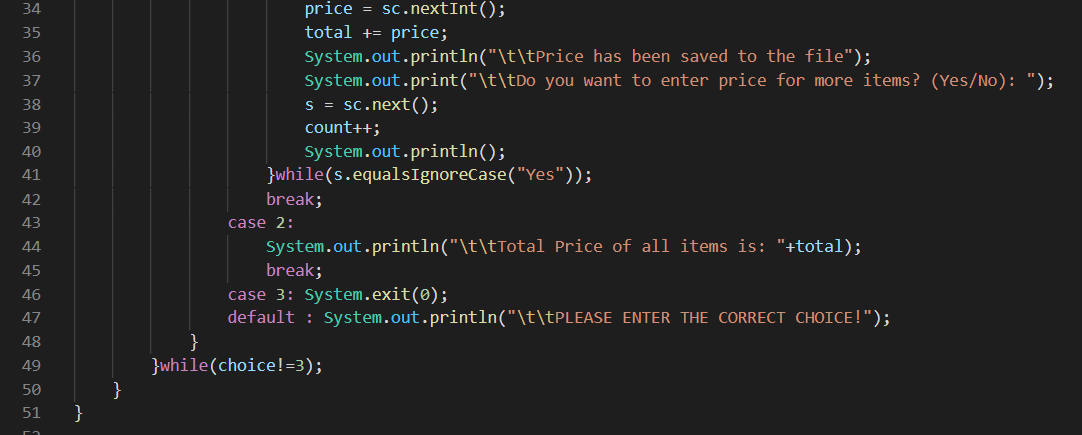 34 price = sc.nextInt();
35 total += price;
36 System.out.println("\t\tPrice has been saved to the file");
37 System.out.print("\t\tDo you want to enter price for more items? (Yes/No): ");
38 s = sc.next();
39 count++;
40 System.out.println();
41 }while(s.equalsIgnoreCase("Yes"));
42 break;
43 case 2:
44 System.out.println("\t\tTotal Price of all items is: "+total);
45 break;
46 case 3: System.exit(0);
47 default : System.out.println("\t\tPLEASE ENTER THE CORRECT CHOICE!");
48 }
49 }while(choice!=3);
50 }
51 }